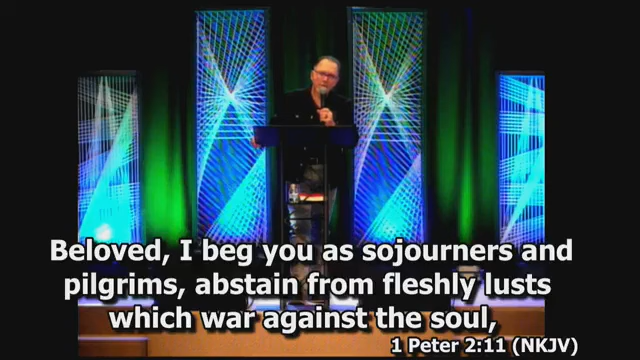 Beloved, I beg you as sojourners and
pilgrims, abstain from fleshly lusts
which war against the soul,
1 Peter 2:11 (NKJV)